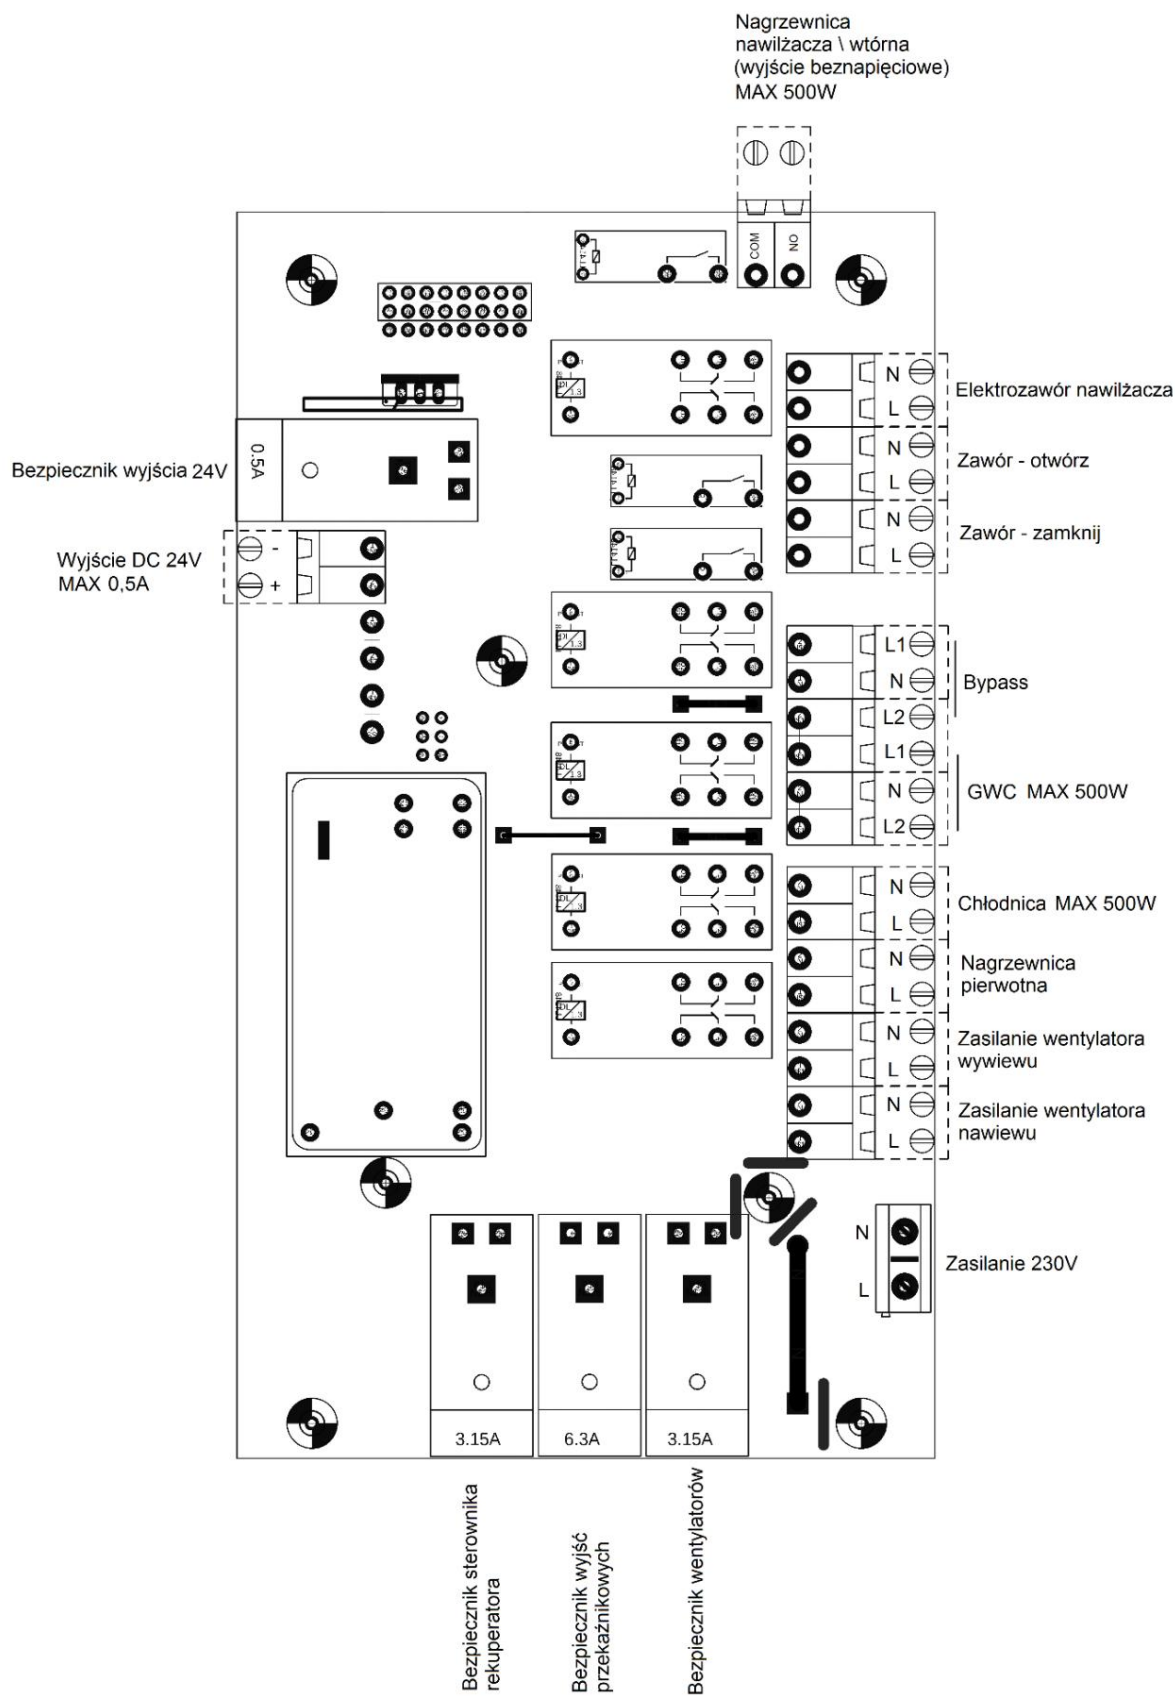 Nagrzewnica
nawilżacza \ wtórna
(wyjście beznapięciowe)
MAX 500W
COM
NO
N
L
Elektrozawór nawilżacza
N
L
Zawór - otwórz
N
L
Zawór - zamknij
0.5A
Bezpiecznik wyjścia 24V
-
+
Wyjście DC 24V
MAX 0,5A
L1
N
L2
Bypass
L1
N
L2
GWC MAX 500W
N
L
Chłodnica MAX 500W
N
L
Nagrzewnica
pierwotna
N
L
Zasilanie wentylatora
wywiewu
N
L
Zasilanie wentylatora
nawiewu
N
L
Zasilanie 230V
3.15A
6.3A
3.15A
Bezpiecznik sterownika
rekuperatora
Bezpiecznik wyjść
przekaźnikowych
Bezpiecznik wentylatorów